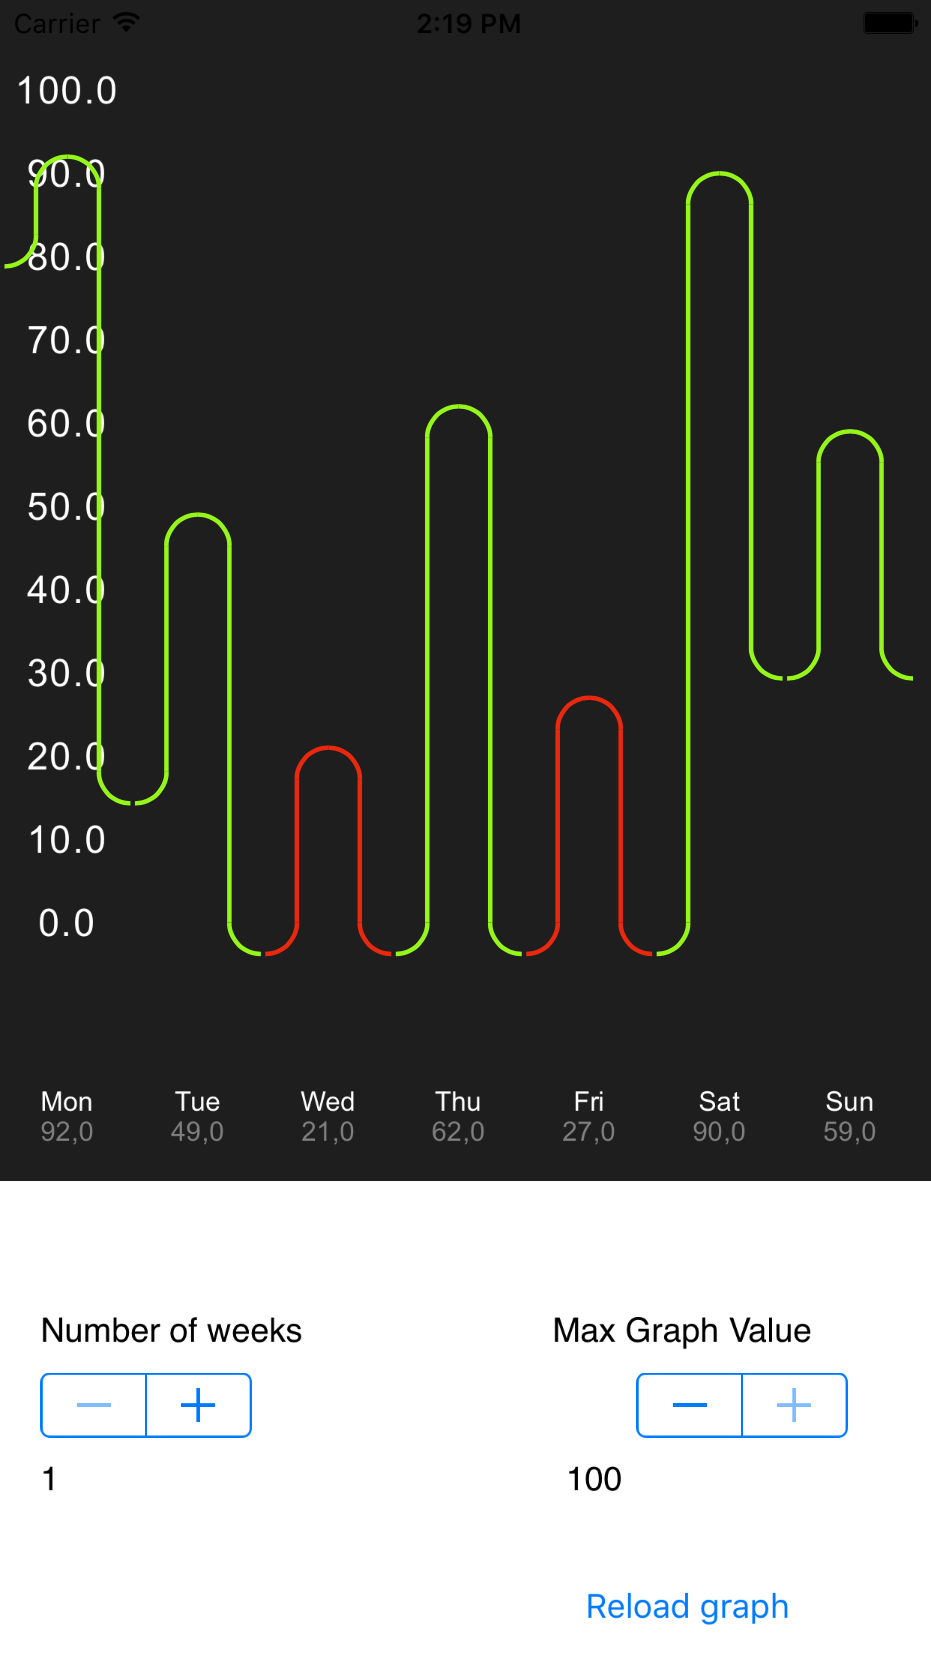 Carrier 2:19 PM
100.0
90.0
80.0
70.0
60.0
50.0
40.0
30.0
20.0
10.0
0.0
Mon Tue Wed Thu Fri Sat Sun
92,0 49,0 21,0 62,0 27,0 90,0 59,0
Number of weeks Max Graph Value
1 100
Reload graph